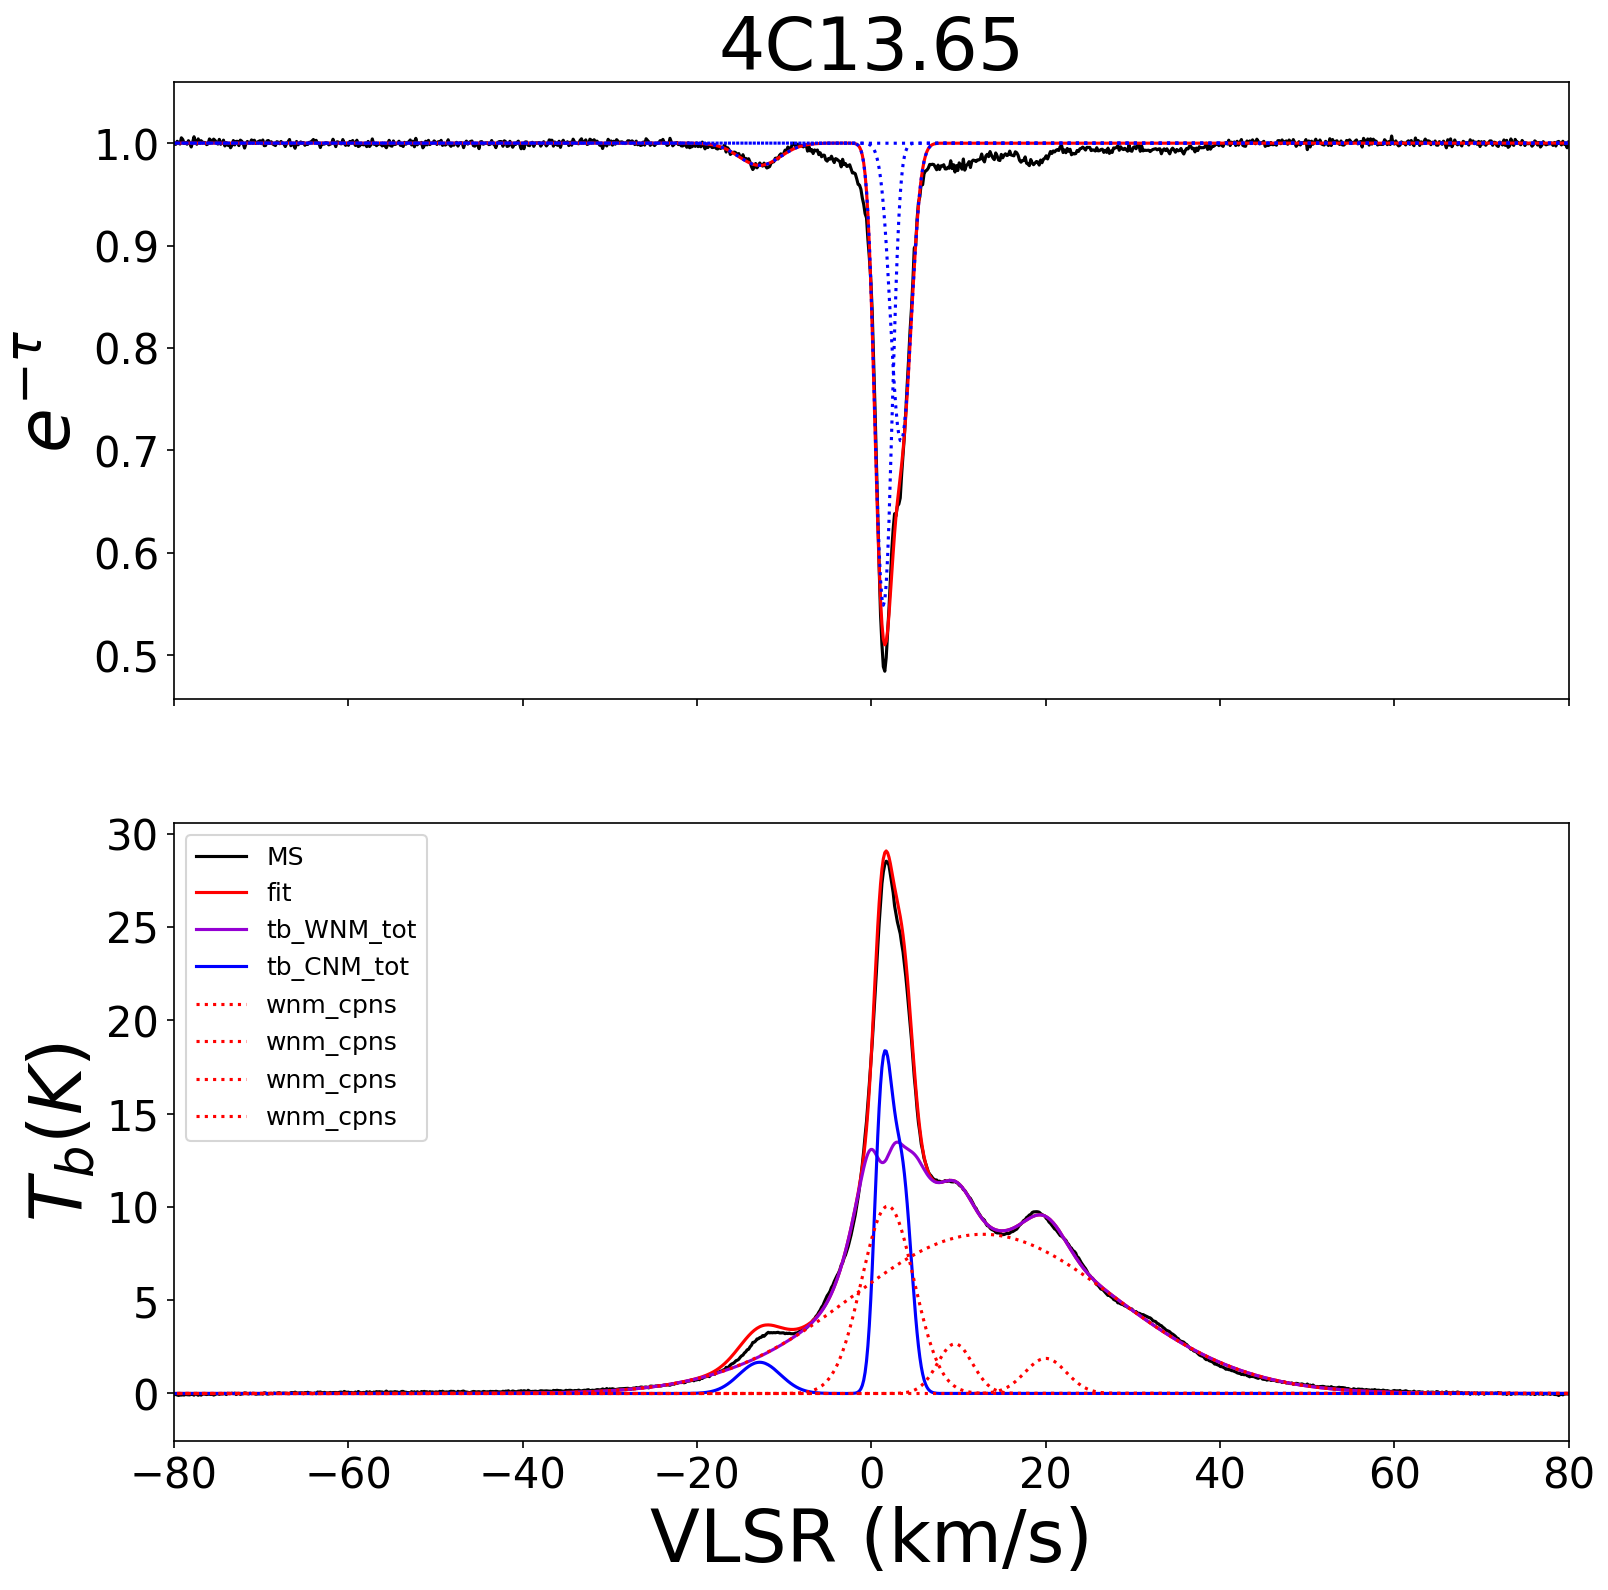 4C13.65
1.0
0.9
0.8
0.7
0.6
0.5
e^{-τ}
30
25
20
15
10
5
0
T_b(K)
MS
fit
tb_WNM_tot
tb_CNM_tot
wnm_cpns
wnm_cpns
wnm_cpns
wnm_cpns
−80 −60 −40 −20 0 20 40 60 80
VLSR (km/s)